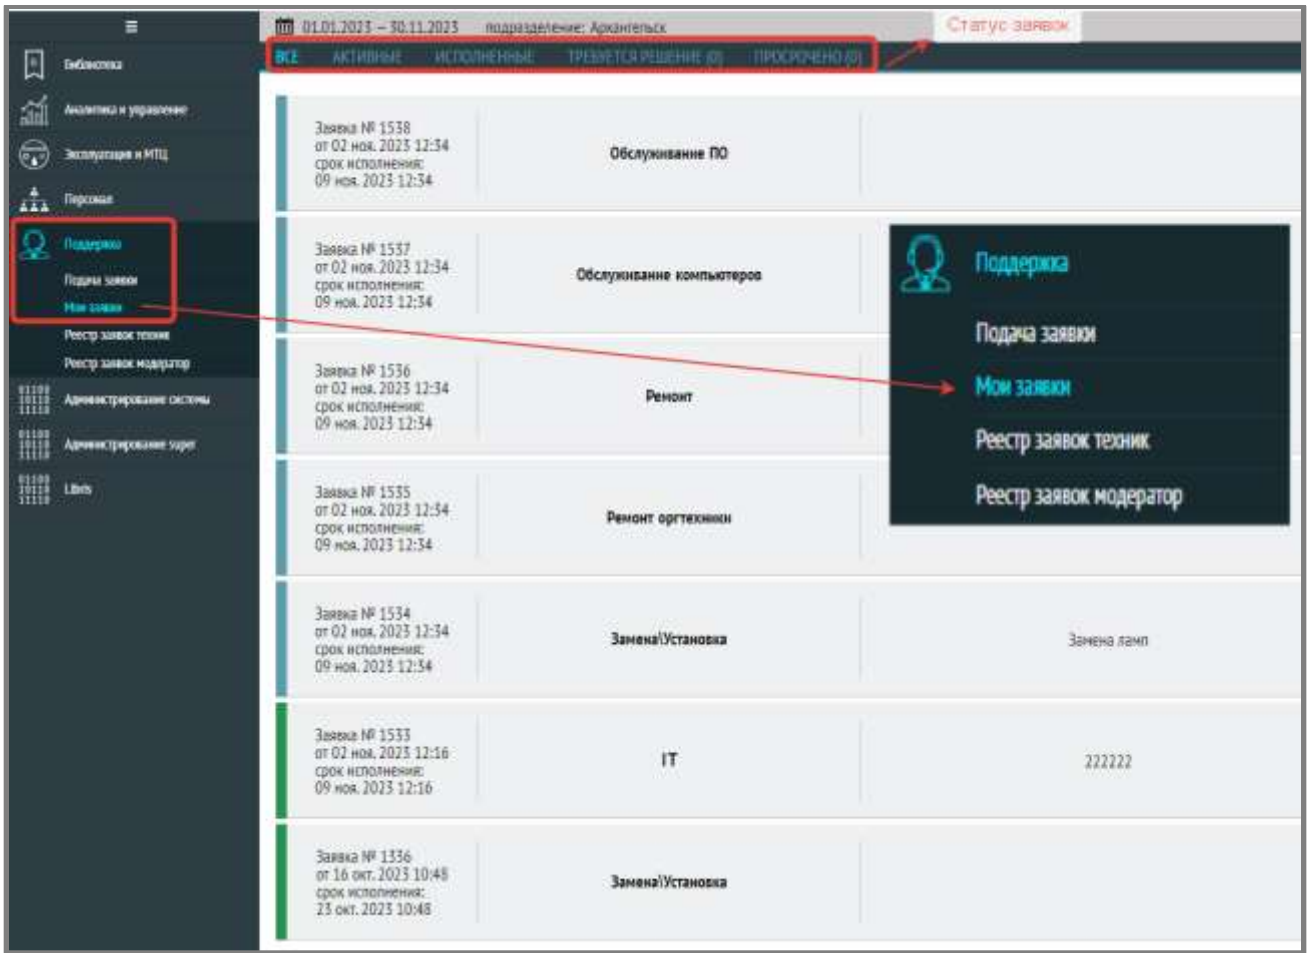 01.01.2023 – 30.11.2023 подразделение: Архангельск
Статус заявок
ВСЕ АКТИВНЫЕ ИСПОЛНЕННЫЕ ТРЕБУЕТСЯ РЕШЕНИЕ (0) ПРОСРОЧЕНО (0)
Библиотека
Аналитика и управление
Эксплуатация и МТЦ
Персонал
Поддержка
Подача заявки
Мои заявки
Реестр заявок техник
Реестр заявок модератор
Администрирование системы
Администрирование super
Libris
Заявка № 1538
от 02 ноя. 2023 12:34
срок исполнения:
09 ноя. 2023 12:34
Обслуживание ПО
Заявка № 1537
от 02 ноя. 2023 12:34
срок исполнения:
09 ноя. 2023 12:34
Обслуживание компьютеров
Заявка № 1536
от 02 ноя. 2023 12:34
срок исполнения:
09 ноя. 2023 12:34
Ремонт
Заявка № 1535
от 02 ноя. 2023 12:34
срок исполнения:
09 ноя. 2023 12:34
Ремонт оргтехники
Заявка № 1534
от 02 ноя. 2023 12:34
срок исполнения:
09 ноя. 2023 12:34
Замена\Установка
Замена ламп
Заявка № 1533
от 02 ноя. 2023 12:16
срок исполнения:
09 ноя. 2023 12:16
IT
222222
Заявка № 1336
от 16 окт. 2023 10:48
срок исполнения:
23 окт. 2023 10:48
Замена\Установка
Поддержка
Подача заявки
Мои заявки
Реестр заявок техник
Реестр заявок модератор